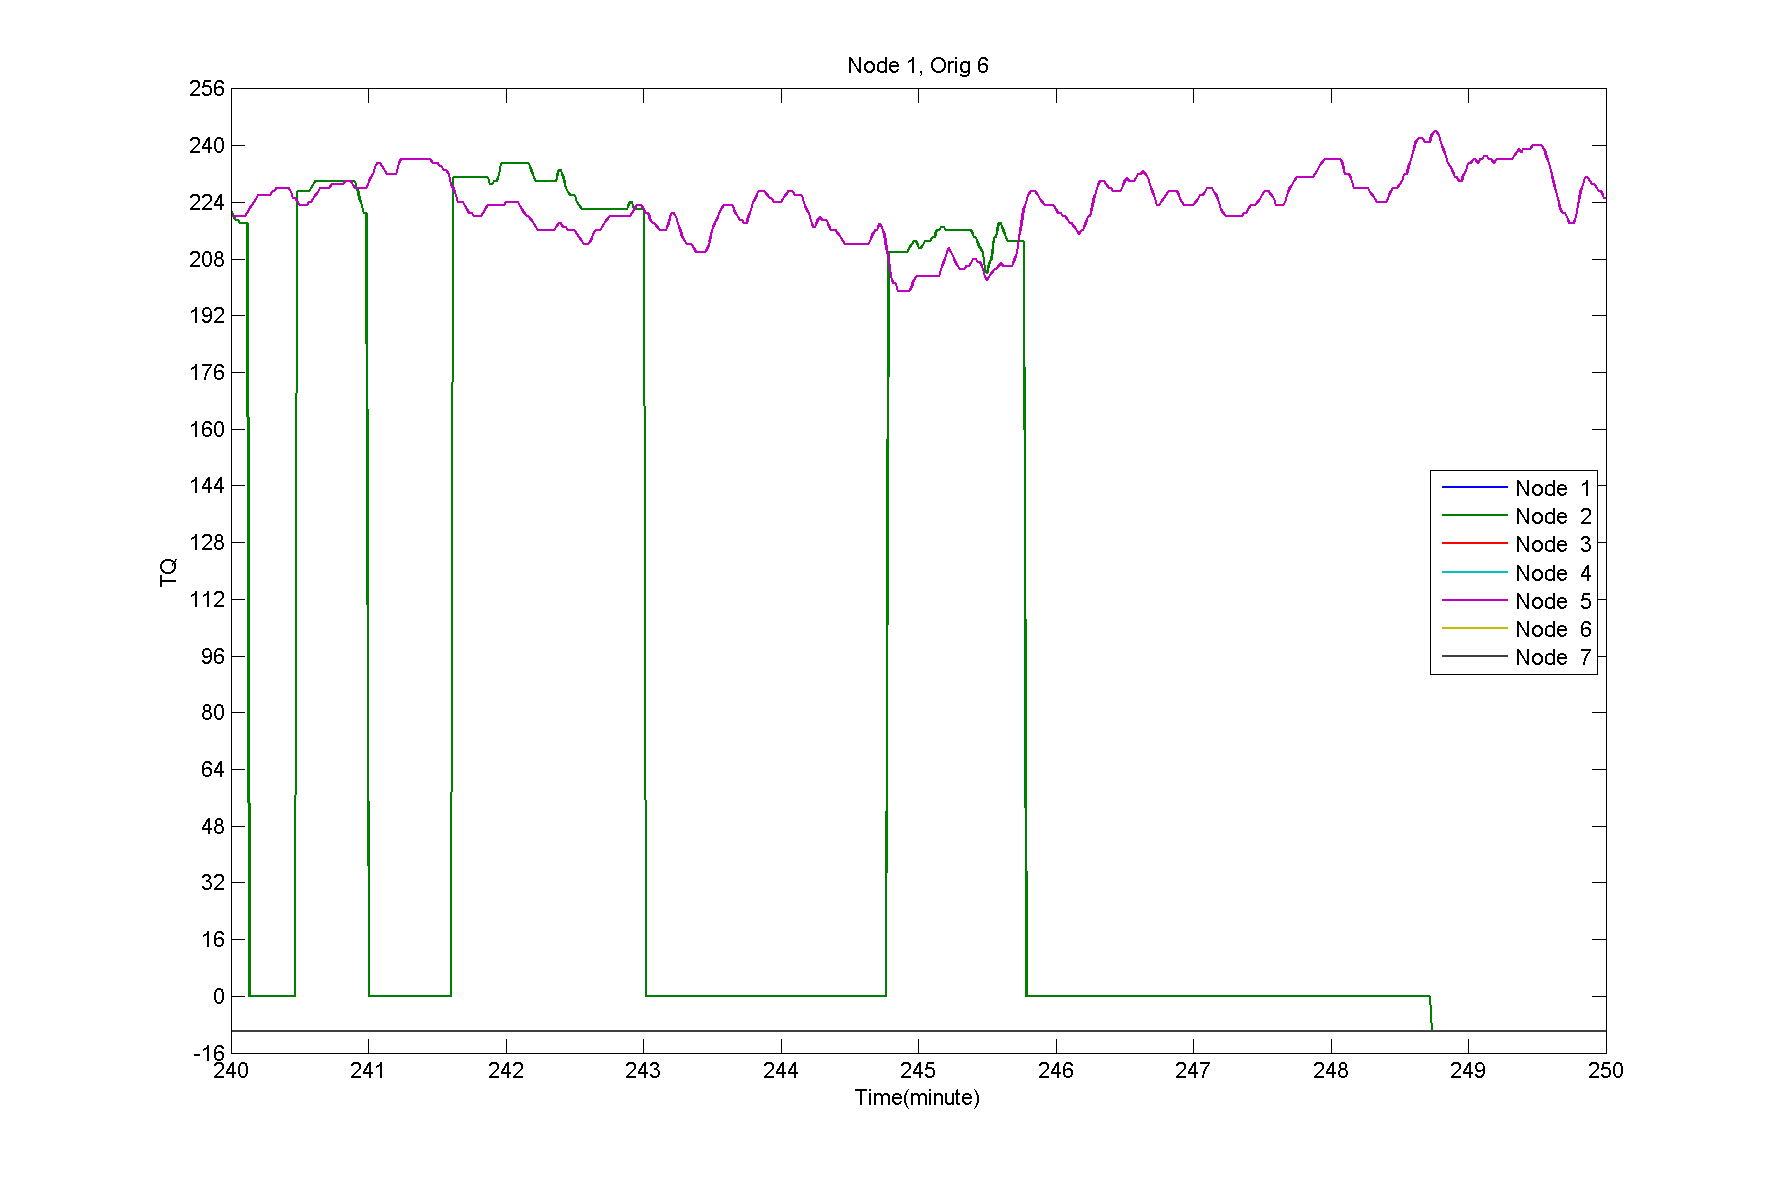 Node 1, Orig 6
256
240
224
208
192
176
160
144
128
112
96
80
64
48
32
16
0
-16
TQ
Node 1
Node 2
Node 3
Node 4
Node 5
Node 6
Node 7
240 241 242 243 244 245 246 247 248 249 250
Time(minute)